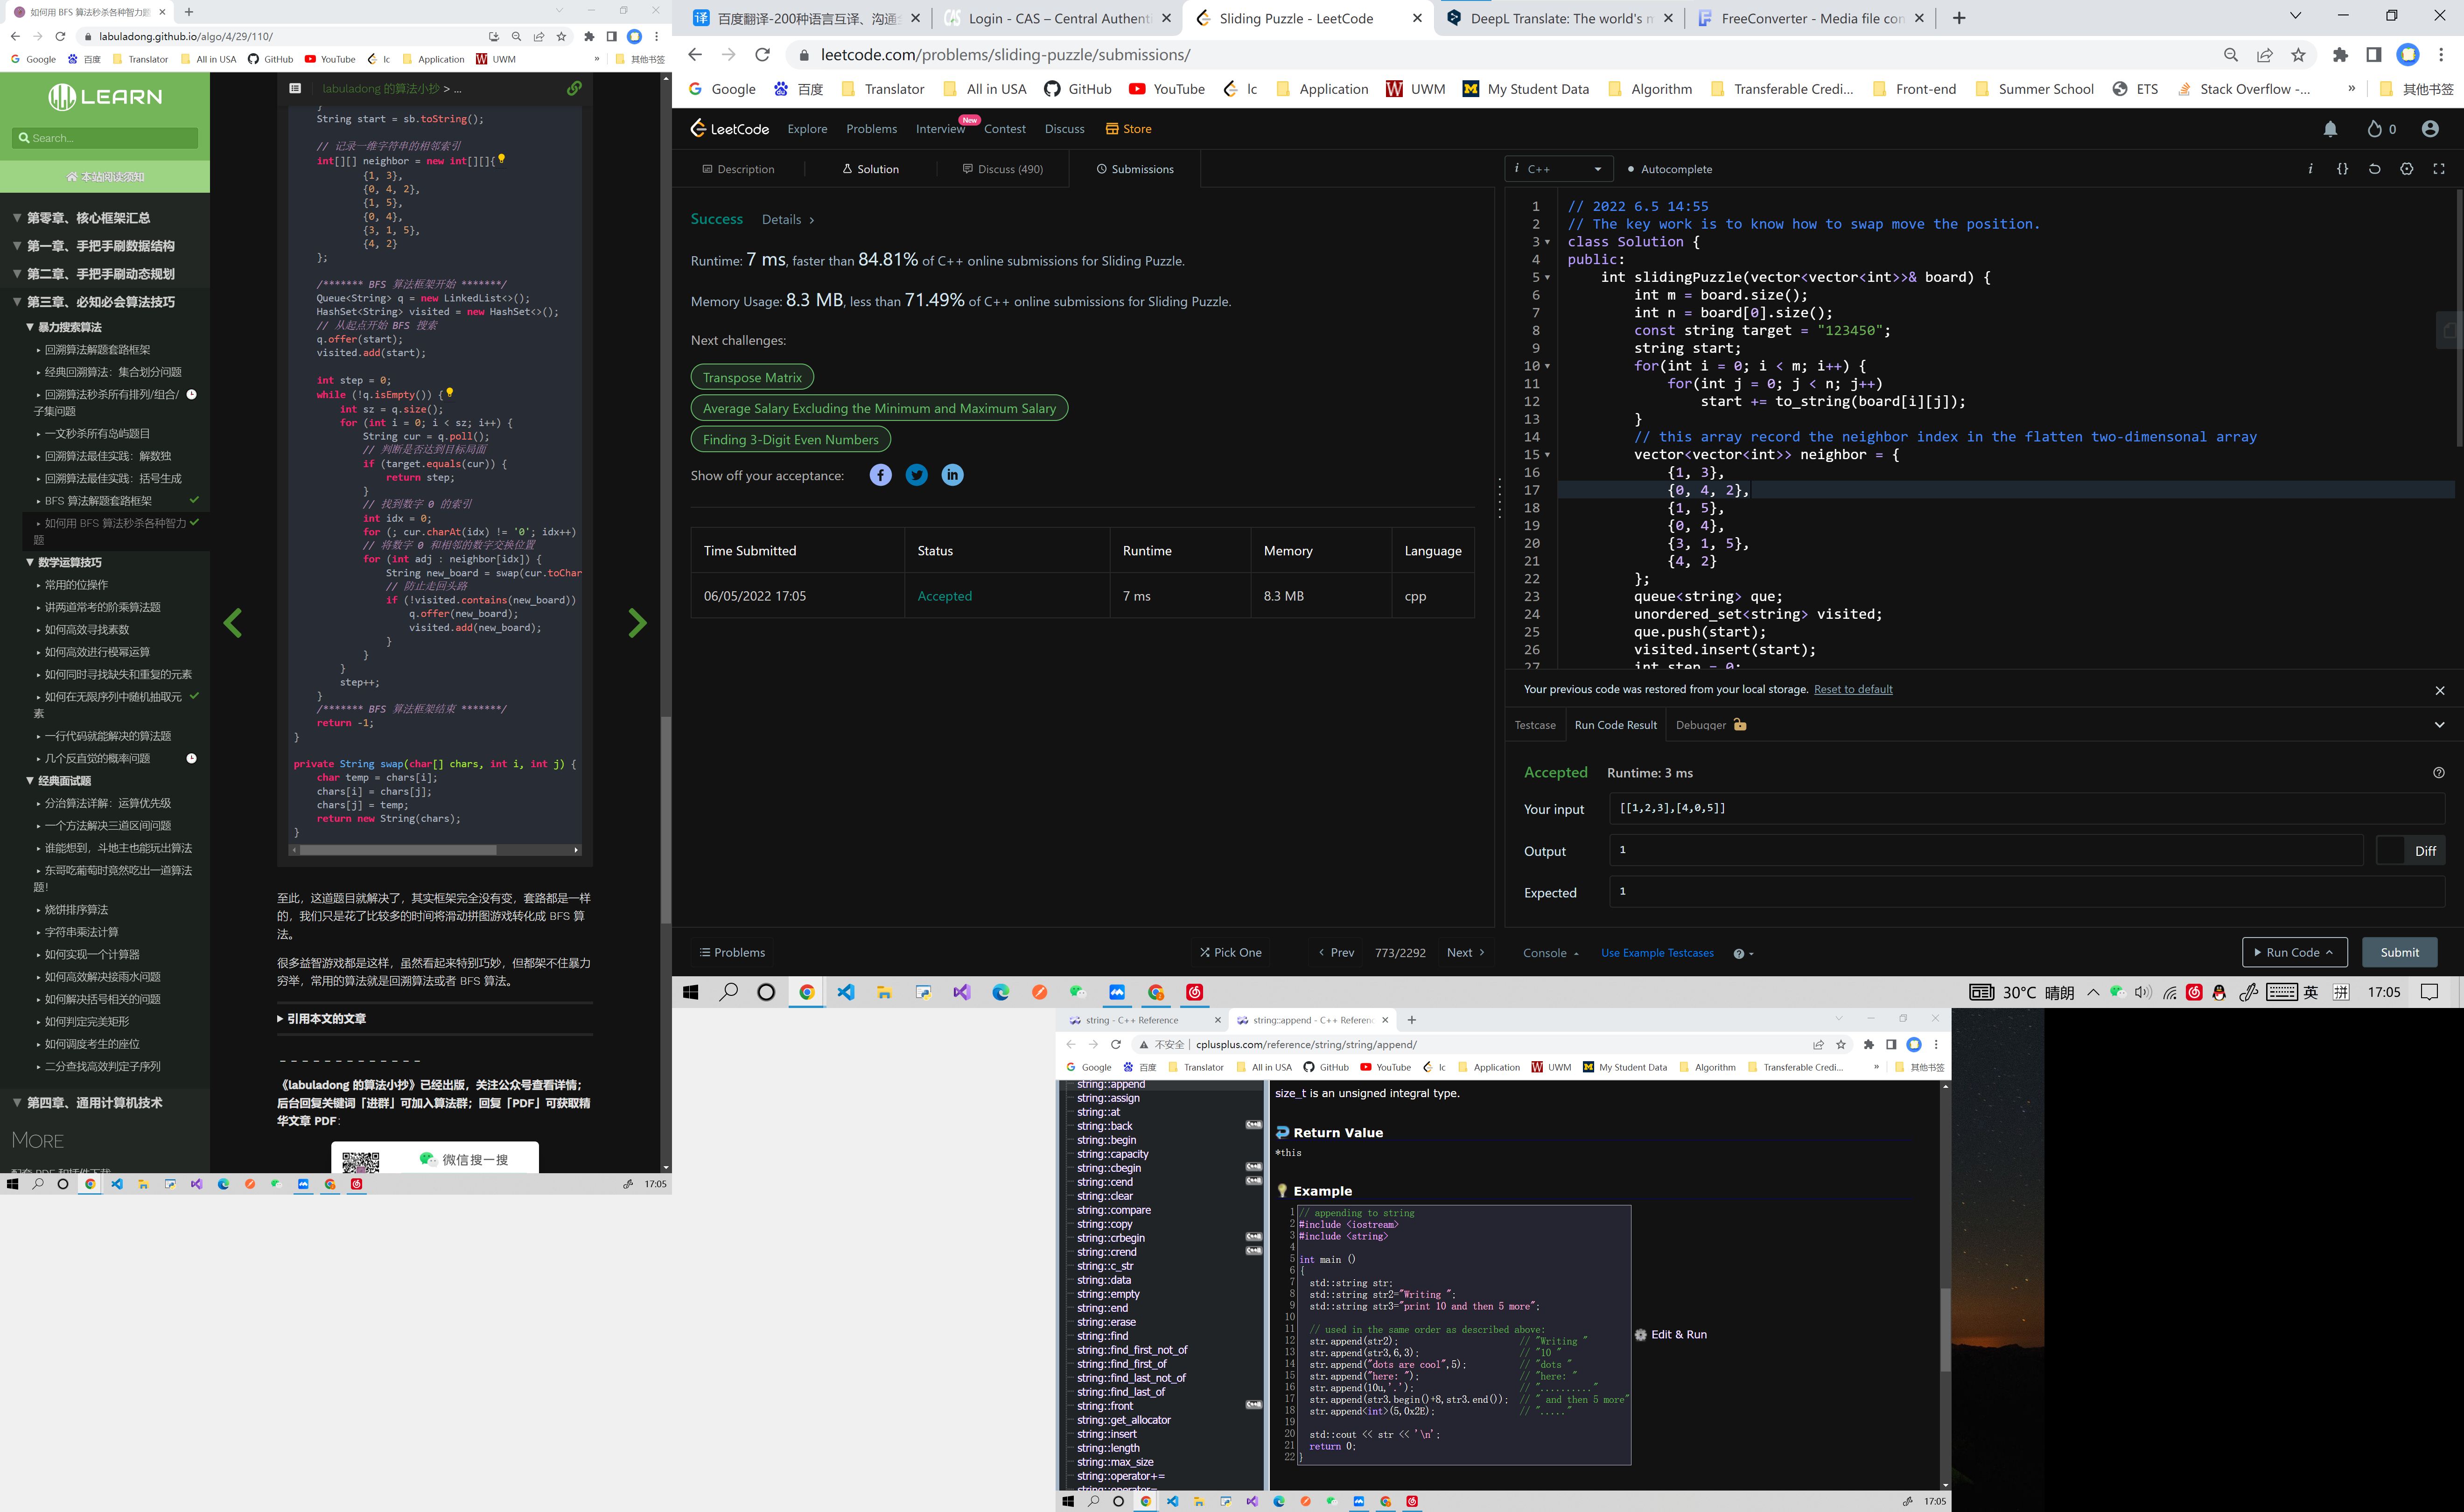 如何用 BFS 算法秒杀各种智力题
labuladong.github.io/algo/4/29/110/
Google 百度 Translator All in USA GitHub YouTube lc Application UWM » 其他书签
LEARN
Search...
本站阅读须知
▼ 第零章、核心框架汇总
▼ 第一章、手把手刷数据结构
▼ 第二章、手把手刷动态规划
▼ 第三章、必知必会算法技巧
▼ 暴力搜索算法
▸ 回溯算法解题套路框架
▸ 经典回溯算法：集合划分问题
▸ 回溯算法秒杀所有排列/组合/
子集问题
▸ 一文秒杀所有岛屿题目
▸ 回溯算法最佳实践：解数独
▸ 回溯算法最佳实践：括号生成
▸ BFS 算法解题套路框架
▸ 如何用 BFS 算法秒杀各种智力
题
▼ 数学运算技巧
▸ 常用的位操作
▸ 讲两道常考的阶乘算法题
▸ 如何高效寻找素数
▸ 如何高效进行模幂运算
▸ 如何同时寻找缺失和重复的元素
▸ 如何在无限序列中随机抽取元
素
▸ 一行代码就能解决的算法题
▸ 几个反直觉的概率问题
▼ 经典面试题
▸ 分治算法详解：运算优先级
▸ 一个方法解决三道区间问题
▸ 谁能想到，斗地主也能玩出算法
▸ 东哥吃葡萄时竟然吃出一道算法
题！
▸ 烧饼排序算法
▸ 字符串乘法计算
▸ 如何实现一个计算器
▸ 如何高效解决接雨水问题
▸ 如何解决括号相关的问题
▸ 如何判定完美矩形
▸ 如何调度考生的座位
▸ 二分查找高效判定子序列
▼ 第四章、通用计算机技术
MORE
labuladong 的算法小抄 > ...
}
String start = sb.toString();
// 记录一维字符串的相邻索引
int[][] neighbor = new int[][]{
{1, 3},
{0, 4, 2},
{1, 5},
{0, 4},
{3, 1, 5},
{4, 2}
};
/******* BFS 算法框架开始 *******/
Queue<String> q = new LinkedList<>();
HashSet<String> visited = new HashSet<>();
// 从起点开始 BFS 搜索
q.offer(start);
visited.add(start);
int step = 0;
while (!q.isEmpty()) {
int sz = q.size();
for (int i = 0; i < sz; i++) {
String cur = q.poll();
// 判断是否达到目标局面
if (target.equals(cur)) {
return step;
}
// 找到数字 0 的索引
int idx = 0;
for (; cur.charAt(idx) != '0'; idx++)
// 将数字 0 和相邻的数字交换位置
for (int adj : neighbor[idx]) {
String new_board = swap(cur.toChar
// 防止走回头路
if (!visited.contains(new_board))
q.offer(new_board);
visited.add(new_board);
}
}
}
step++;
}
/******* BFS 算法框架结束 *******/
return -1;
}
private String swap(char[] chars, int i, int j) {
char temp = chars[i];
chars[i] = chars[j];
chars[j] = temp;
return new String(chars);
}
至此，这道题目就解决了，其实框架完全没有变，套路都是一样
的，我们只是花了比较多的时间将滑动拼图游戏转化成 BFS 算
法。
很多益智游戏都是这样，虽然看起来特别巧妙，但都架不住暴力
穷举，常用的算法就是回溯算法或者 BFS 算法。
▸ 引用本文的文章
_ _ _ _ _ _ _ _ _ _ _ _ _
《labuladong 的算法小抄》已经出版，关注公众号查看详情；
后台回复关键词「进群」可加入算法群；回复「PDF」可获取精
华文章 PDF：
微信搜一搜
17:05
百度翻译-200种语言互译、沟通 Login - CAS – Central Authenti Sliding Puzzle - LeetCode DeepL Translate: The world's m FreeConverter - Media file con
leetcode.com/problems/sliding-puzzle/submissions/
Google 百度 Translator All in USA GitHub YouTube lc Application UWM My Student Data Algorithm Transferable Credi... Front-end Summer School ETS Stack Overflow -... » 其他书签
LeetCode Explore Problems Interview New Contest Discuss Store 0
Description Solution Discuss (490) Submissions
Success Details >
Runtime: 7 ms, faster than 84.81% of C++ online submissions for Sliding Puzzle.
Memory Usage: 8.3 MB, less than 71.49% of C++ online submissions for Sliding Puzzle.
Next challenges:
Transpose Matrix
Average Salary Excluding the Minimum and Maximum Salary
Finding 3-Digit Even Numbers
Show off your acceptance:
Time Submitted Status Runtime Memory Language
06/05/2022 17:05 Accepted 7 ms 8.3 MB cpp
Problems Pick One < Prev 773/2292 Next >
i C++ Autocomplete
1 // 2022 6.5 14:55
2 // The key work is to know how to swap move the position.
3 class Solution {
4 public:
5 int slidingPuzzle(vector<vector<int>>& board) {
6 int m = board.size();
7 int n = board[0].size();
8 const string target = "123450";
9 string start;
10 for(int i = 0; i < m; i++) {
11 for(int j = 0; j < n; j++)
12 start += to_string(board[i][j]);
13 }
14 // this array record the neighbor index in the flatten two-dimensonal array
15 vector<vector<int>> neighbor = {
16 {1, 3},
17 {0, 4, 2},
18 {1, 5},
19 {0, 4},
20 {3, 1, 5},
21 {4, 2}
22 };
23 queue<string> que;
24 unordered_set<string> visited;
25 que.push(start);
26 visited.insert(start);
27 int step = 0;
Your previous code was restored from your local storage. Reset to default
Testcase Run Code Result Debugger
Accepted Runtime: 3 ms
Your input [[1,2,3],[4,0,5]]
Output 1 Diff
Expected 1
Console Use Example Testcases Run Code Submit
30°C 晴朗 英 拼 17:05
string - C++ Reference string::append - C++ Referenc
不安全 | cplusplus.com/reference/string/string/append/
Google 百度 Translator All in USA GitHub YouTube lc Application UWM My Student Data Algorithm Transferable Credi... » 其他书签
string::append
string::assign
string::at
string::back
string::begin
string::capacity
string::cbegin
string::cend
string::clear
string::compare
string::copy
string::crbegin
string::crend
string::c_str
string::data
string::empty
string::end
string::erase
string::find
string::find_first_not_of
string::find_first_of
string::find_last_not_of
string::find_last_of
string::front
string::get_allocator
string::insert
string::length
string::max_size
string::operator+=
size_t is an unsigned integral type.
Return Value
*this
Example
1 // appending to string
2 #include <iostream>
3 #include <string>
4
5 int main ()
6 {
7 std::string str;
8 std::string str2="Writing ";
9 std::string str3="print 10 and then 5 more";
10
11 // used in the same order as described above:
12 str.append(str2); // "Writing "
13 str.append(str3,6,3); // "10 "
14 str.append("dots are cool",5); // "dots "
15 str.append("here: "); // "here: "
16 str.append(10u,'.'); // ".........."
17 str.append(str3.begin()+8,str3.end()); // " and then 5 more"
18 str.append<int>(5,0x2E); // "....."
19
20 std::cout << str << '\n';
21 return 0;
22 }
Edit & Run
17:05